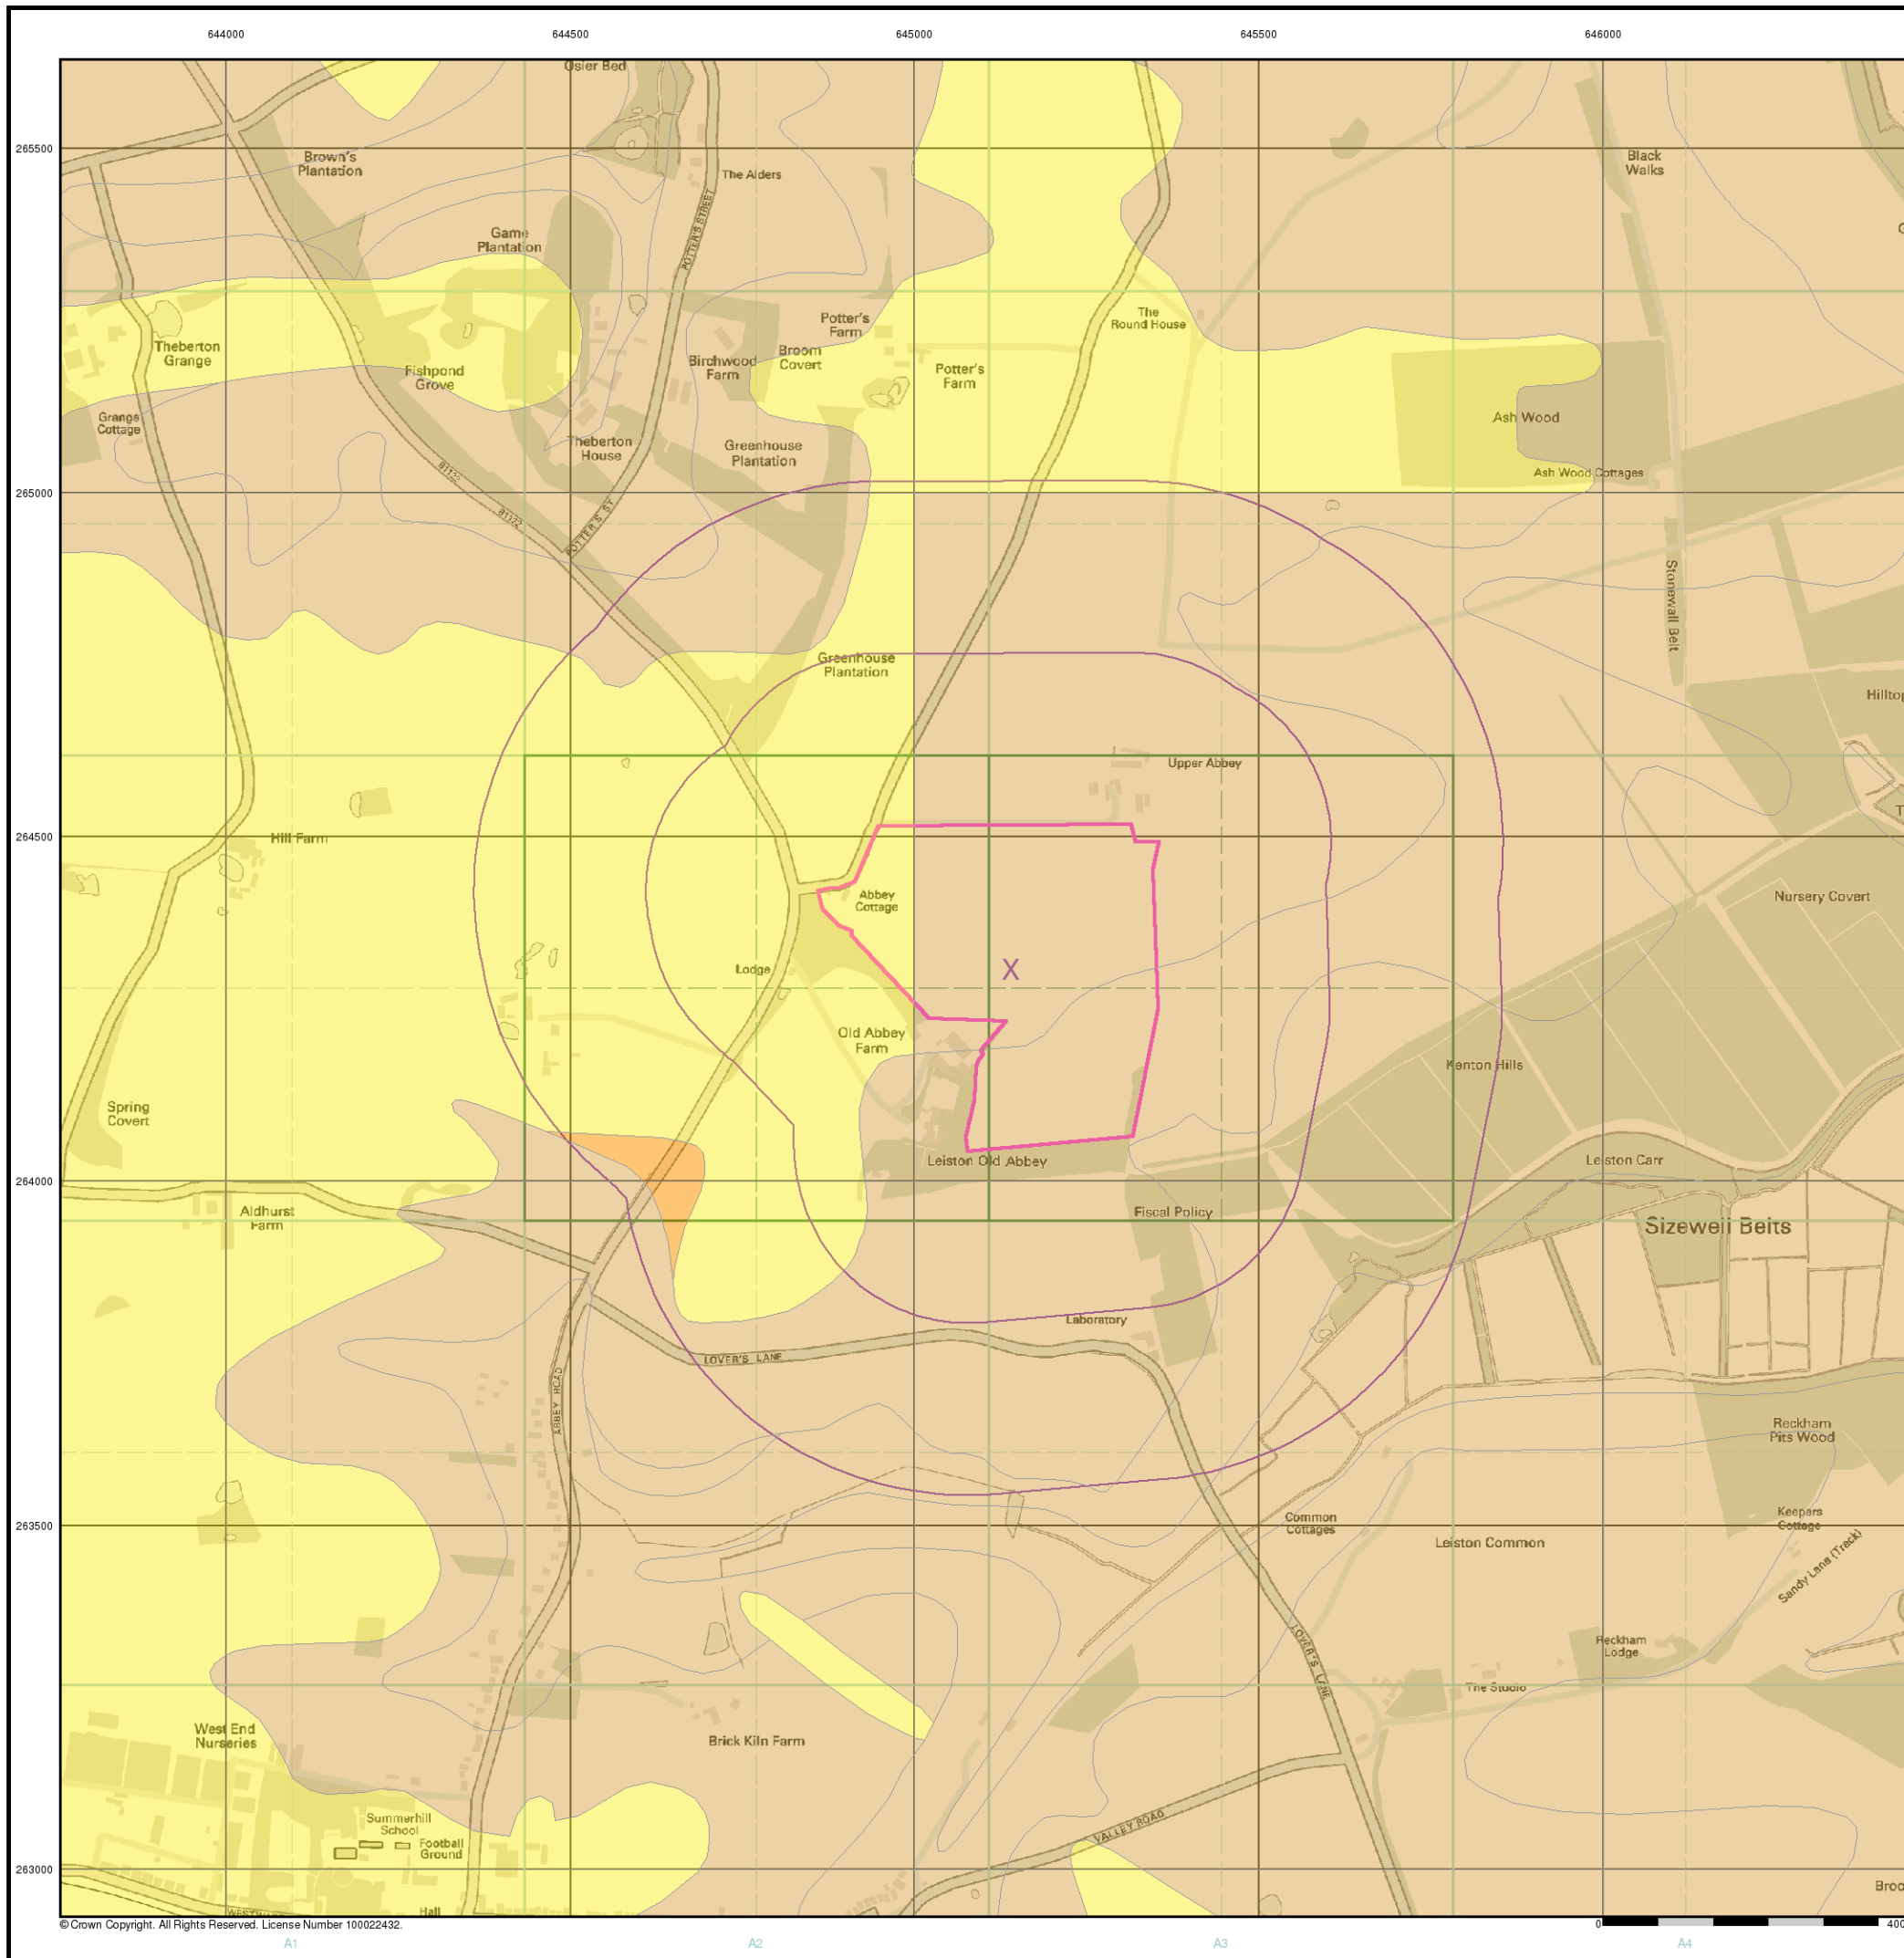 644000 644500 645000 645500 646000
Osier Bed
265500
Brown's
Plantation
The Alders
Black
Walks
POTTER'S STREET
Game
Plantation
The
Round House
Potter's
Farm
Theberton
Grange
Birchwood
Farm
Broom
Covert
Fishpond
Grove
Potter's
Farm
Grange
Cottage
Ash Wood
Theberton
House
Greenhouse
Plantation
B1122
Ash Wood Cottages
265000
B1122
POTTER'S ST
Stonewall Belt
Greenhouse
Plantation
Hilltop
Upper Abbey
264500
Hill Farm
Abbey
Cottage
Nursery Covert
Lodge
X
Old Abbey
Farm
Kenton Hills
Spring
Covert
Leiston Old Abbey
Leiston Carr
264000
Aldhurst
Farm
Fiscal Policy
Sizewell Belts
Laboratory
LOVER'S LANE
ABBEY ROAD
Reckham
Pits Wood
263500
Common
Cottages
Keepers
Cottage
Leiston Common
Sandy Lane (Track)
LOVER'S LANE
Reckham
Lodge
The Studio
West End
Nurseries
Brick Kiln Farm
Summerhill
School
VALLEY ROAD
Football
Ground
263000
Broo
Hall
© Crown Copyright. All Rights Reserved. License Number 100022432.
0 400
A1 A2 A3 A4